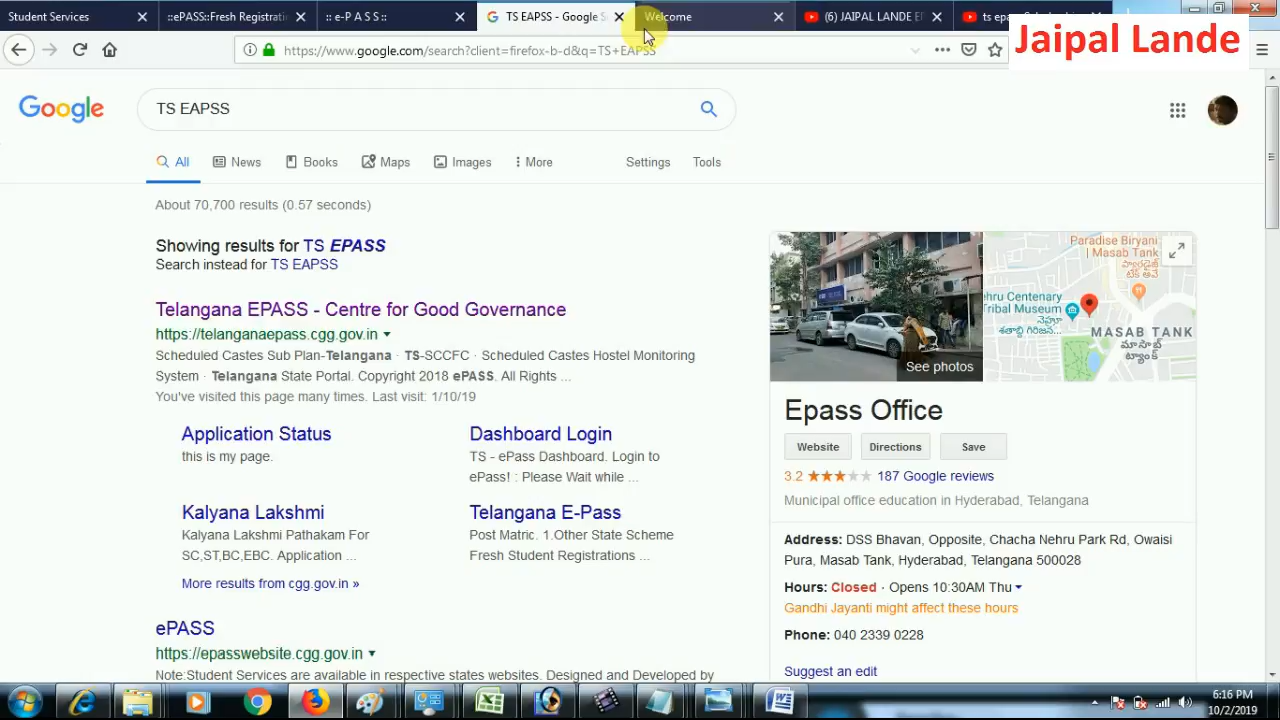 Student Services
::ePASS::Fresh Registratio
:: e-P A S S ::
TS EAPSS - Google S
Welcome
(6) JAIPAL LANDE E
ts epa
Jaipal Lande
https://www.google.com/search?client=firefox-b-d&q=TS+EAPSS
Google
TS EAPSS
All
News
Books
Maps
Images
More
Settings
Tools
About 70,700 results (0.57 seconds)
Showing results for TS EPASS
Search instead for TS EAPSS
Telangana EPASS - Centre for Good Governance
https://telanganaepass.cgg.gov.in
Scheduled Castes Sub Plan-Telangana · TS-SCCFC · Scheduled Castes Hostel Monitoring
System · Telangana State Portal. Copyright 2018 ePASS. All Rights ...
You've visited this page many times. Last visit: 1/10/19
Application Status
this is my page.
Dashboard Login
TS - ePass Dashboard. Login to
ePass! : Please Wait while ...
Kalyana Lakshmi
Kalyana Lakshmi Pathakam For
SC,ST,BC,EBC. Application ...
Telangana E-Pass
Post Matric. 1.Other State Scheme
Fresh Student Registrations ...
More results from cgg.gov.in »
ePASS
https://epasswebsite.cgg.gov.in
Note:Student Services are available in respective states websites. Designed and Developed by
See photos
Paradise Biryani
| Masab Tank
ehru Centenary
Tribal Museum
నెహ్రూ
MASAB TANK
మాసాబ్
ట్యాంక్
Epass Office
Website
Directions
Save
3.2
187 Google reviews
Municipal office education in Hyderabad, Telangana
Address: DSS Bhavan, Opposite, Chacha Nehru Park Rd, Owaisi
Pura, Masab Tank, Hyderabad, Telangana 500028
Hours: Closed · Opens 10:30AM Thu
Gandhi Jayanti might affect these hours
Phone: 040 2339 0228
Suggest an edit
6:16 PM
10/2/2019